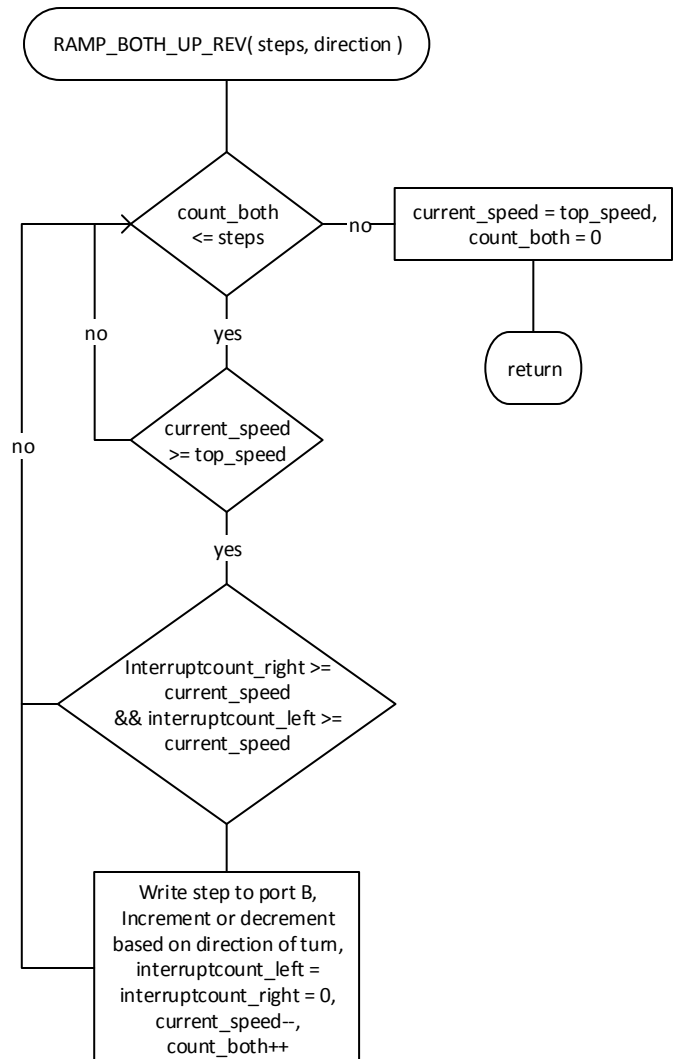 RAMP_BOTH_UP_REV( steps, direction )
count_both
<= steps
no
current_speed = top_speed,
count_both = 0
return
no
yes
current_speed
>= top_speed
no
yes
Interruptcount_right >=
current_speed
&& interruptcount_left >=
current_speed
Write step to port B,
Increment or decrement
based on direction of turn,
interruptcount_left =
interruptcount_right = 0,
current_speed--,
count_both++